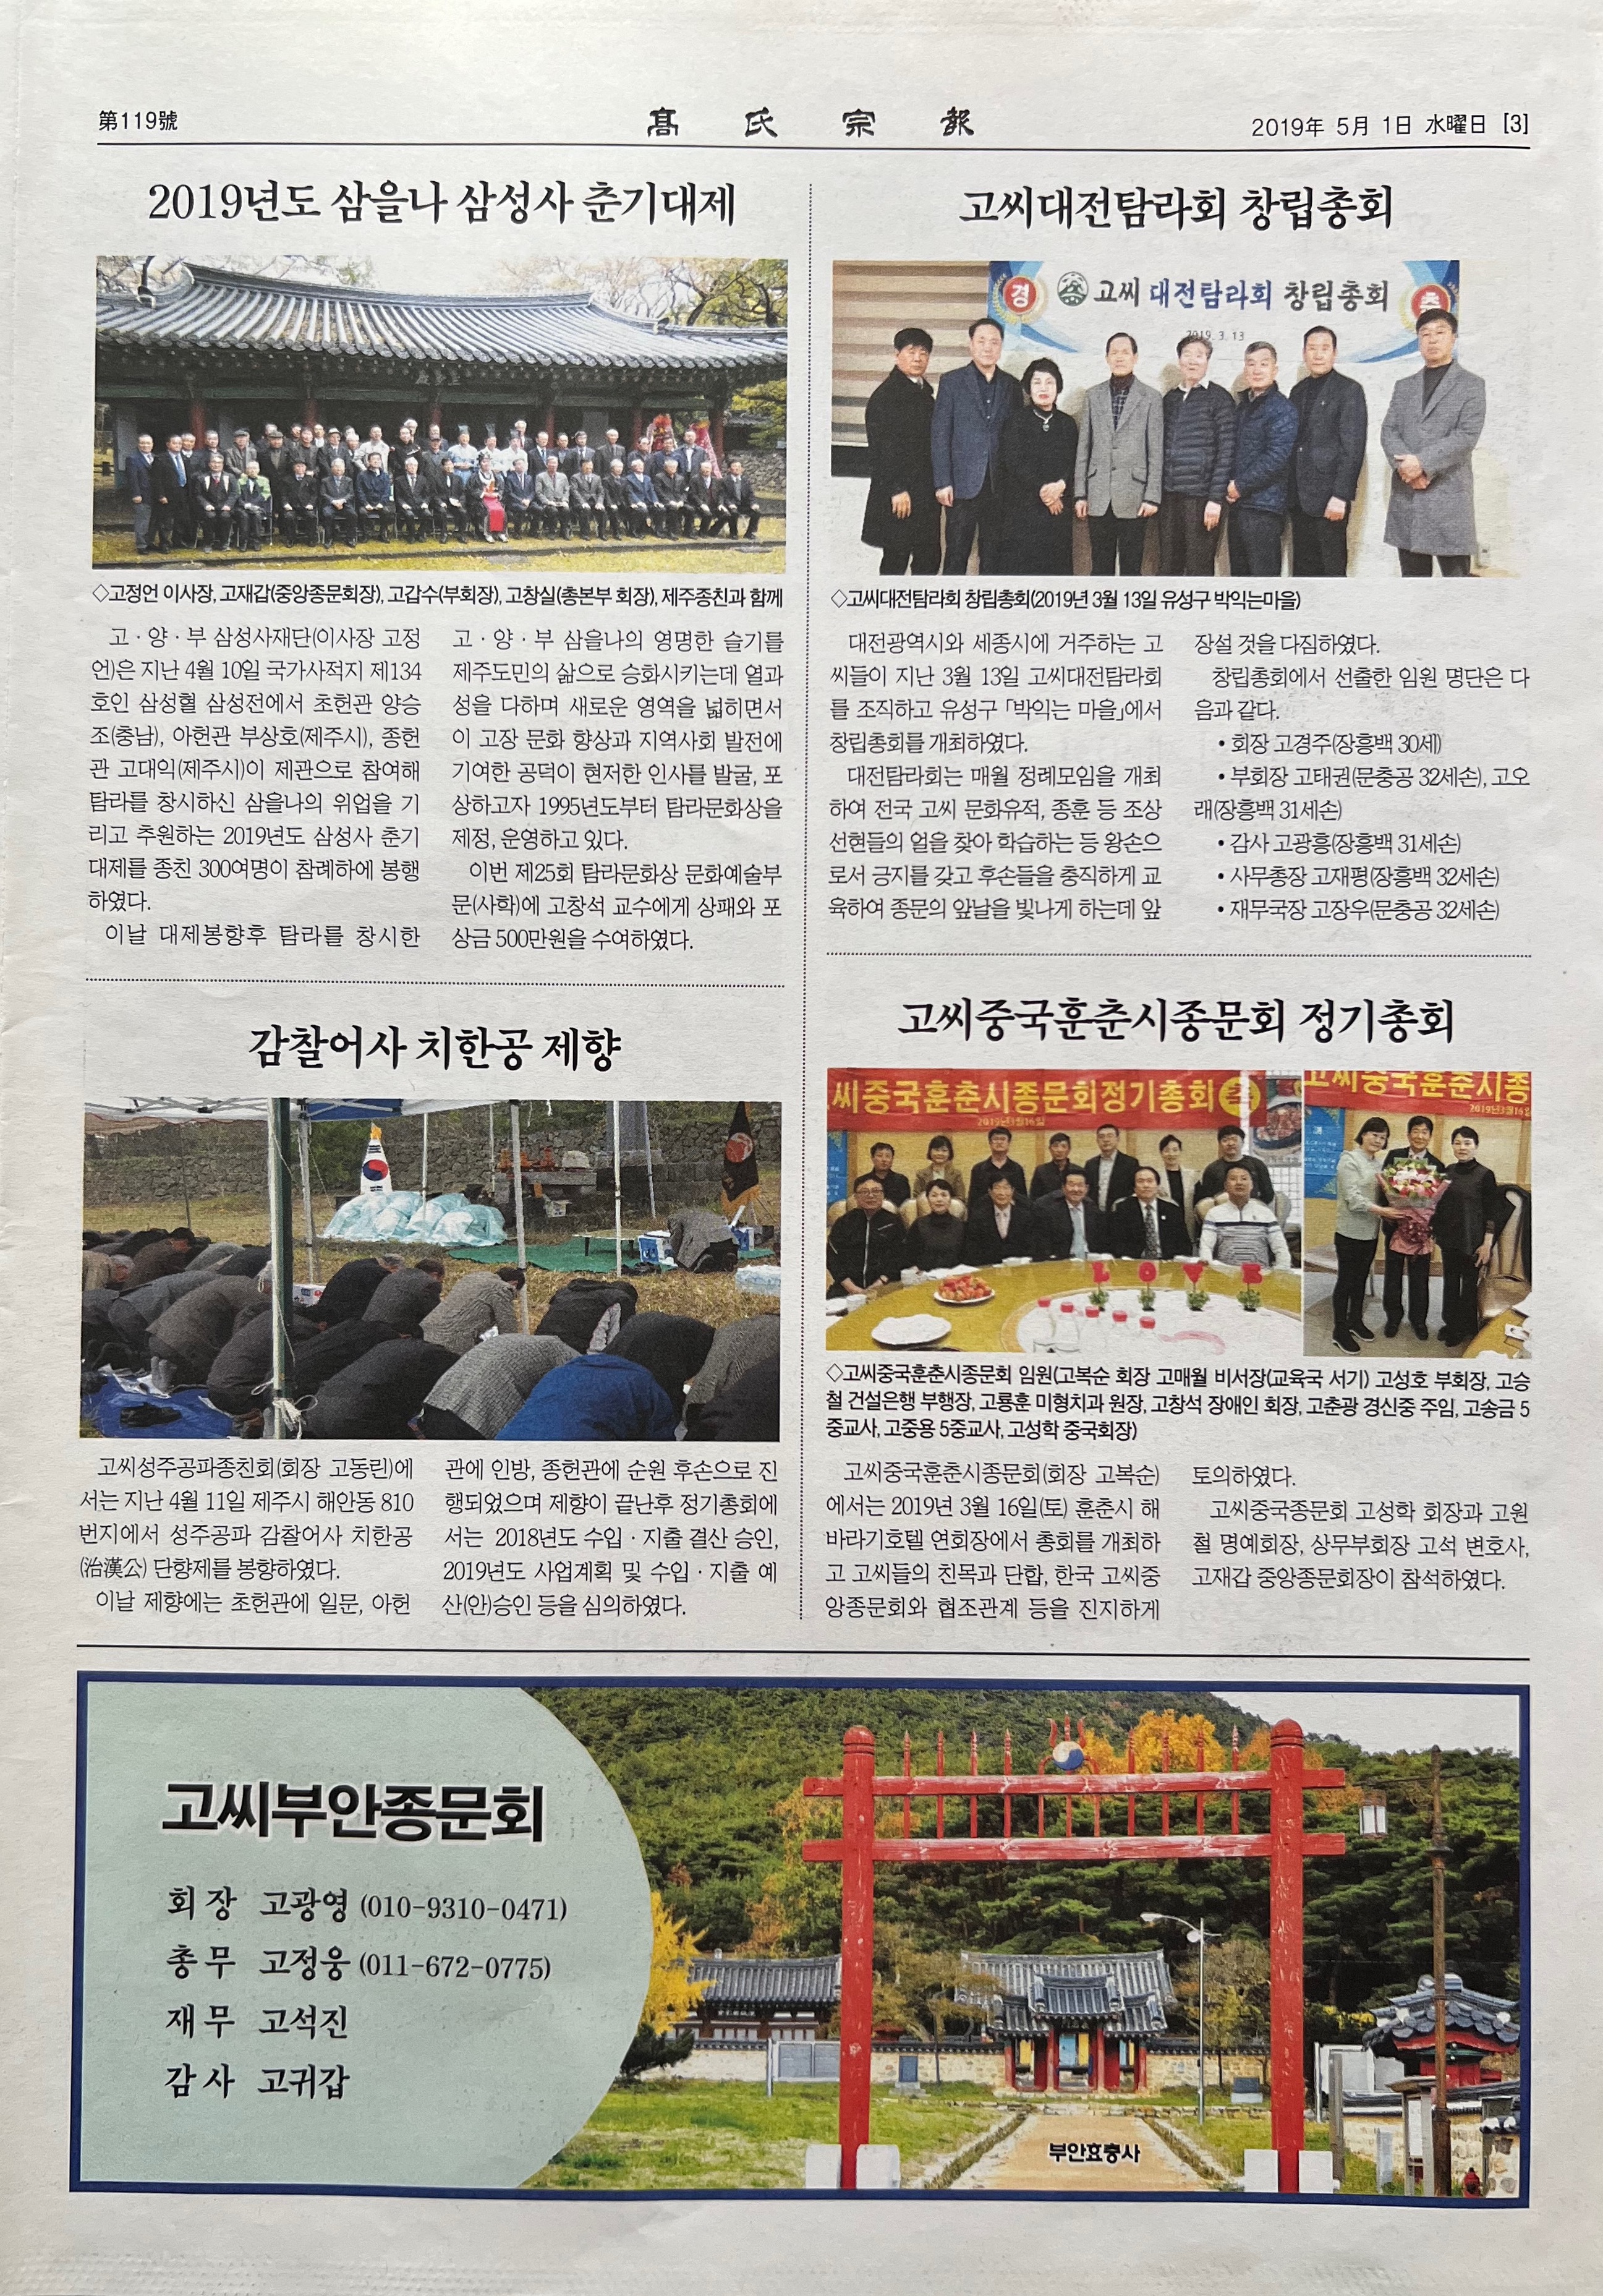 第119號
髙氏宗報
2019年 5月 1日 水曜日 [3]
2019년도 삼을나 삼성사 춘기대제
◇고정언 이사장, 고재갑(중앙종문회장), 고갑수(부회장), 고창실(총본부 회장), 제주종친과 함께
고·양·부 삼성사재단(이사장 고정
언)은 지난 4월 10일 국가사적지 제134
호인 삼성혈 삼성전에서 초헌관 양승
조(충남), 아헌관 부상호(제주시), 종헌
관 고대익(제주시)이 제관으로 참여해
탐라를 창시하신 삼을나의 위업을 기
리고 추원하는 2019년도 삼성사 춘기
대제를 종친 300여명이 참례하에 봉행
하였다.
이날 대제봉향후 탐라를 창시한
고·양·부 삼을나의 영명한 슬기를
제주도민의 삶으로 승화시키는데 열과
성을 다하며 새로운 영역을 넓히면서
이 고장 문화 향상과 지역사회 발전에
기여한 공덕이 현저한 인사를 발굴, 포
상하고자 1995년도부터 탐라문화상을
제정, 운영하고 있다.
이번 제25회 탐라문화상 문화예술부
문(사학)에 고창석 교수에게 상패와 포
상금 500만원을 수여하였다.
감찰어사 치한공 제향
고씨성주공파종친회(회장 고동린)에
서는 지난 4월 11일 제주시 해안동 810
번지에서 성주공파 감찰어사 치한공
(治漢公) 단향제를 봉향하였다.
이날 제향에는 초헌관에 일문, 아헌
관에 인방, 종헌관에 순원 후손으로 진
행되었으며 제향이 끝난후 정기총회에
서는 2018년도 수입·지출 결산 승인,
2019년도 사업계획 및 수입·지출 예
산(안)승인 등을 심의하였다.
고씨대전탐라회 창립총회
경 고씨 대전탐라회 창립총회 축
2019. 3. 13
◇고씨대전탐라회 창립총회(2019년 3월 13일 유성구 박익는마을)
대전광역시와 세종시에 거주하는 고
씨들이 지난 3월 13일 고씨대전탐라회
를 조직하고 유성구 「박익는 마을」에서
창립총회를 개최하였다.
대전탐라회는 매월 정례모임을 개최
하여 전국 고씨 문화유적, 종훈 등 조상
선현들의 얼을 찾아 학습하는 등 왕손으
로서 긍지를 갖고 후손들을 충직하게 교
육하여 종문의 앞날을 빛나게 하는데 앞
장설 것을 다짐하였다.
창립총회에서 선출한 임원 명단은 다
음과 같다.
• 회장 고경주(장흥백 30세)
• 부회장 고태권(문충공 32세손), 고오
래(장흥백 31세손)
• 감사 고광흥(장흥백 31세손)
• 사무총장 고재평(장흥백 32세손)
• 재무국장 고장우(문충공 32세손)
고씨중국훈춘시종문회 정기총회
씨중국훈춘시종문회정기총회
2019년3월16일
고씨중국훈춘시종
2019년3월16일
LOVE
◇고씨중국훈춘시종문회 임원(고복순 회장 고매월 비서장(교육국 서기) 고성호 부회장, 고승
철 건설은행 부행장, 고룡훈 미형치과 원장, 고창석 장애인 회장, 고춘광 경신중 주임, 고송금 5
중교사, 고중용 5중교사, 고성학 중국회장)
고씨중국훈춘시종문회(회장 고복순)
에서는 2019년 3월 16일(토) 훈춘시 해
바라기호텔 연회장에서 총회를 개최하
고 고씨들의 친목과 단합, 한국 고씨중
앙종문회와 협조관계 등을 진지하게
토의하였다.
고씨중국종문회 고성학 회장과 고원
철 명예회장, 상무부회장 고석 변호사,
고재갑 중앙종문회장이 참석하였다.
고씨부안종문회
회장 고광영 (010-9310-0471)
총무 고정웅 (011-672-0775)
재무 고석진
감사 고귀갑
부안효충사